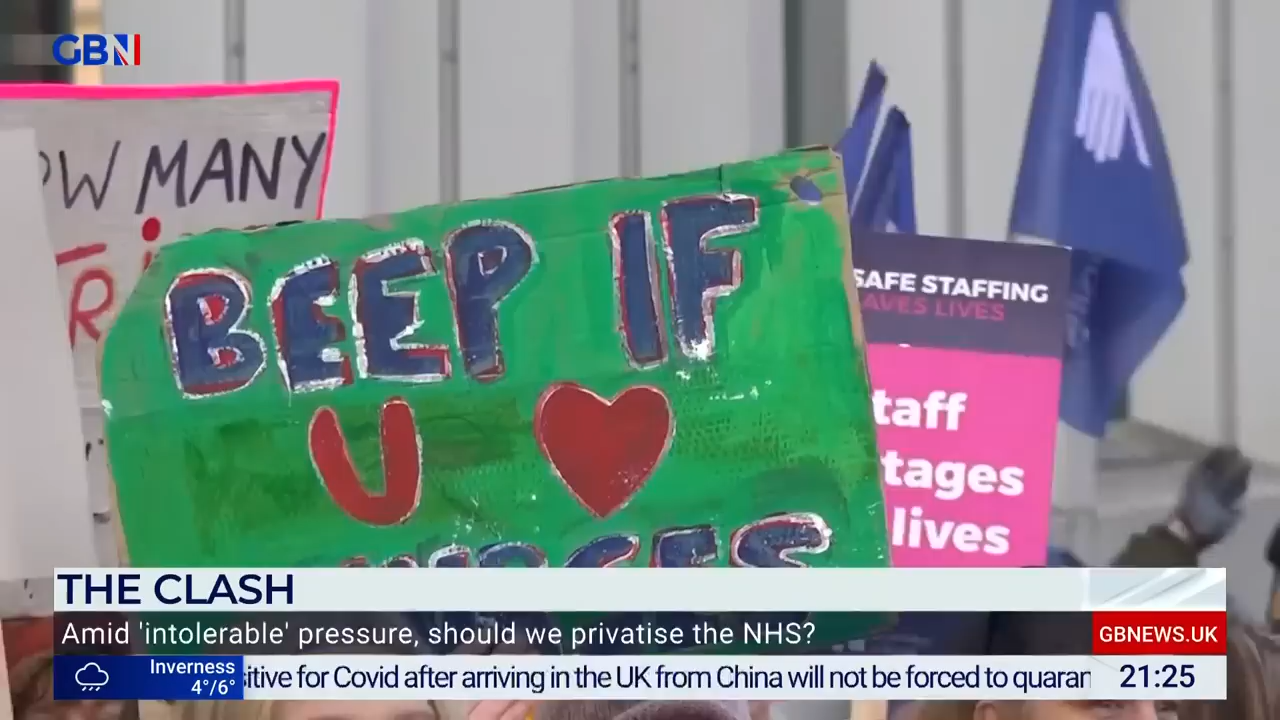 GBN
OW MANY
BEEP IF
U
SAFE STAFFING
SAVES LIVES
taff
tages
lives
THE CLASH
Amid 'intolerable' pressure, should we privatise the NHS?
GBNEWS.UK
Inverness
4°/6°
sitive for Covid after arriving in the UK from China will not be forced to quaran
21:25